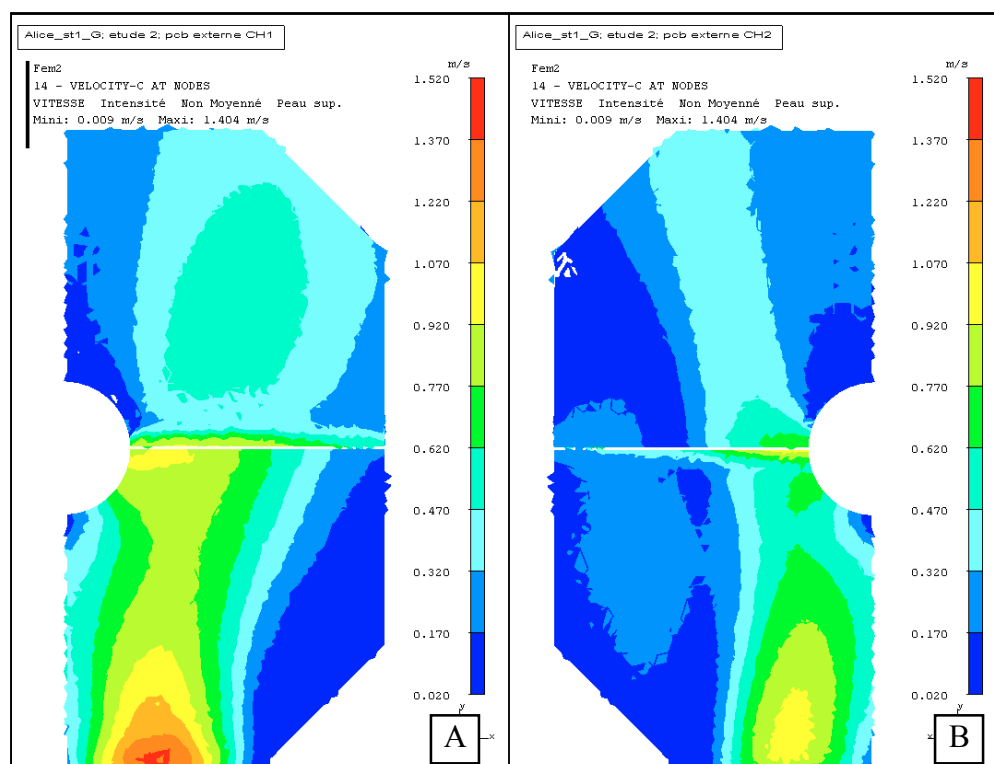 Alice_st1_G; etude 2; pcb externe CH1
m/s
Fem2
14 - VELOCITY-C AT NODES
VITESSE Intensité Non Moyenné Peau sup.
Mini: 0.009 m/s Maxi: 1.404 m/s
1.520
1.370
1.220
1.070
0.920
0.770
0.620
0.470
0.320
0.170
0.020
y
x
A
Alice_st1_G; etude 2; pcb externe CH2
m/s
Fem2
14 - VELOCITY-C AT NODES
VITESSE Intensité Non Moyenné Peau sup.
Mini: 0.009 m/s Maxi: 1.404 m/s
1.520
1.370
1.220
1.070
0.920
0.770
0.620
0.470
0.320
0.170
0.020
y
x
B